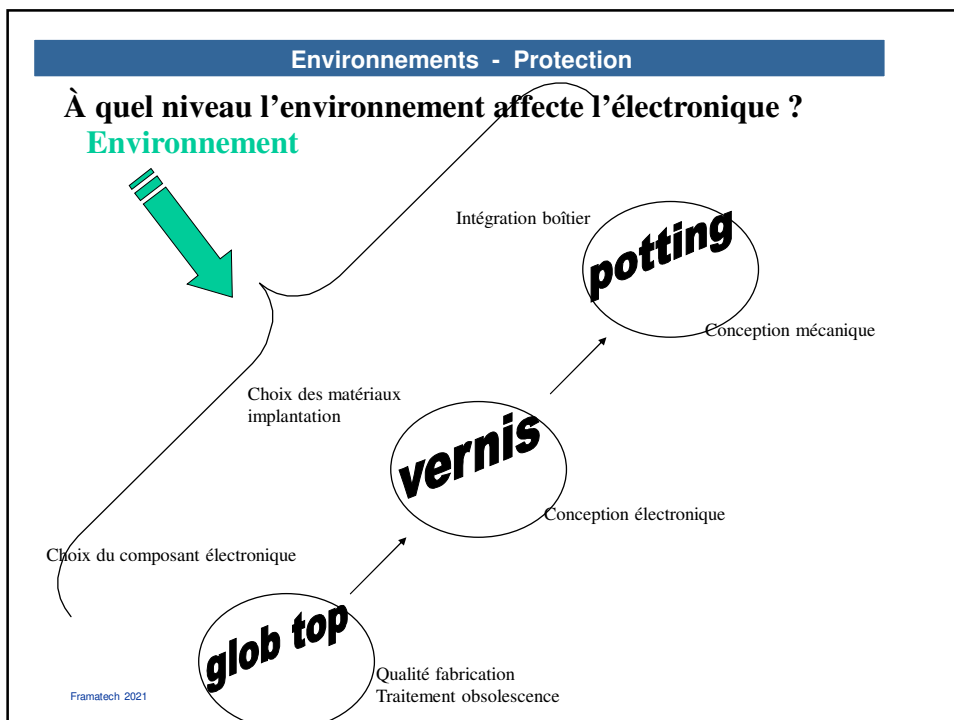 Environnements - Protection
À quel niveau l'environnement affecte l'électronique ?
Environnement
Intégration boîtier
potting
Conception mécanique
Choix des matériaux
implantation
vernis
Conception électronique
Choix du composant électronique
glob top
Qualité fabrication
Traitement obsolescence
Framatech 2021